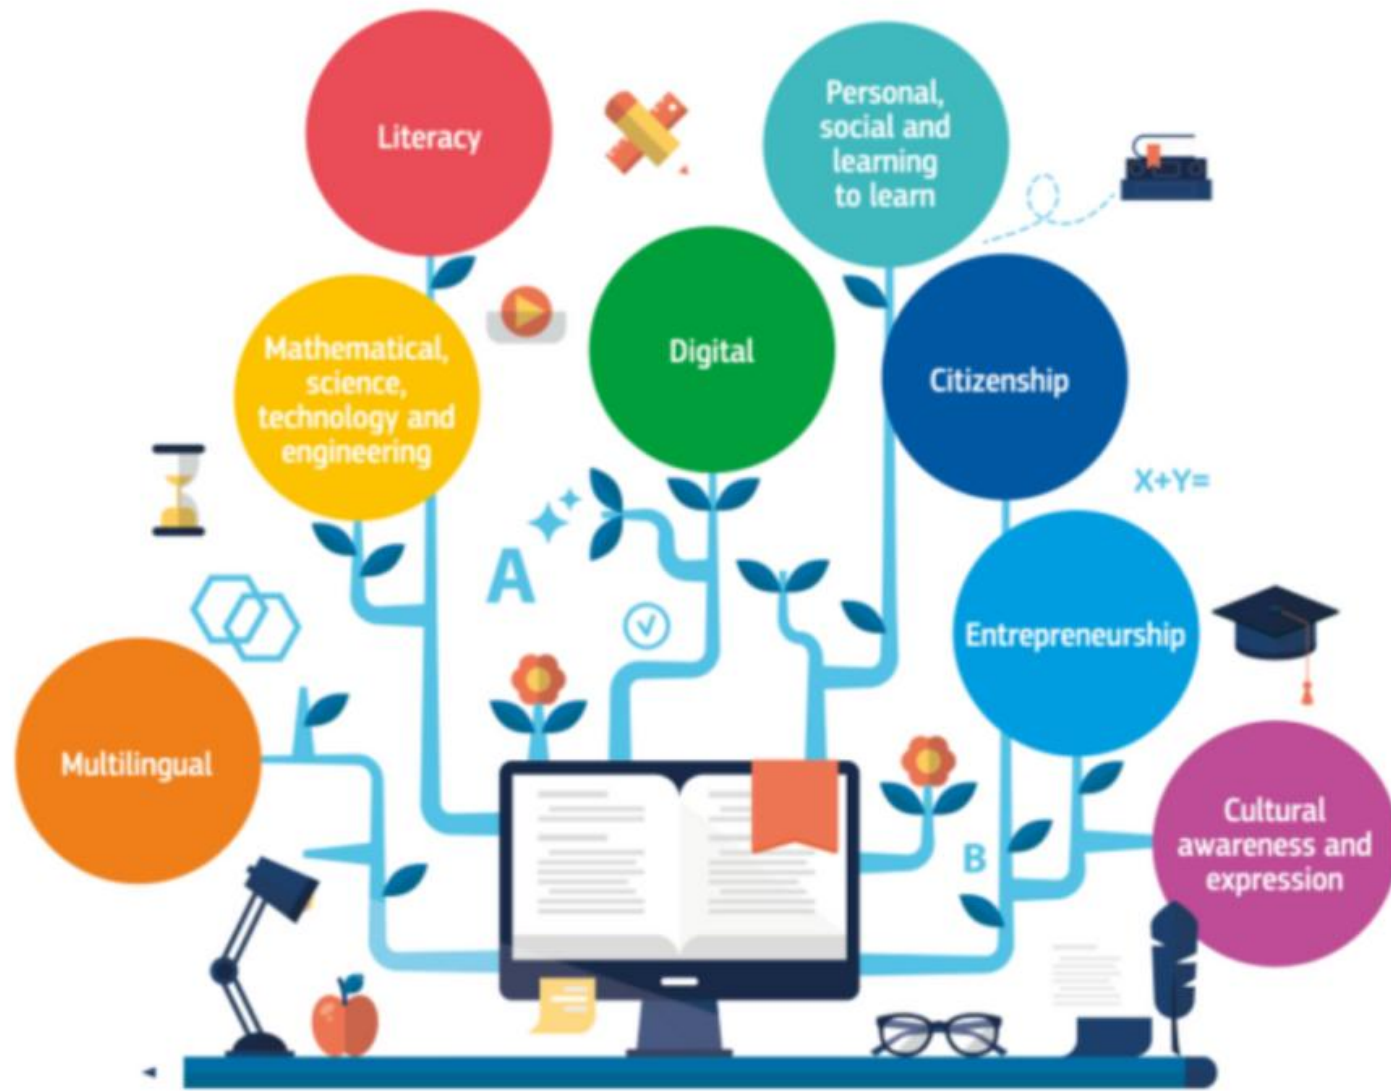 Literacy
Personal,
social and
learning
to learn
Mathematical,
science,
technology and
engineering
Digital
Citizenship
X+Y=
A
Entrepreneurship
Multilingual
B
Cultural
awareness and
expression